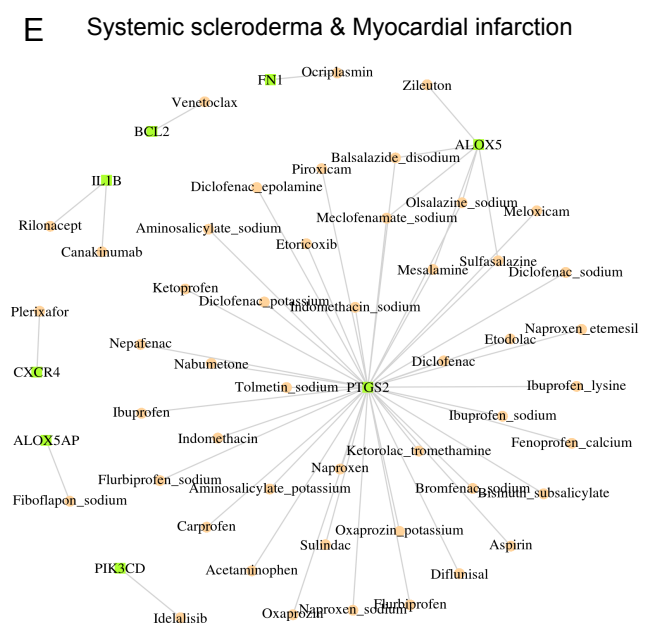 E Systemic scleroderma & Myocardial infarction
FN1
Ocriplasmin
Zileuton
Venetoclax
BCL2
ALOX5
Balsalazide_disodium
Piroxicam
IL1B
Diclofenac_epolamine
Olsalazine_sodium
Meloxicam
Meclofenamate_sodium
Rilonacept
Aminosalicylate_sodium
Etoricoxib
Canakinumab
Sulfasalazine
Mesalamine
Diclofenac_sodium
Ketoprofen
Diclofenac_potassium
Indomethacin_sodium
Plerixafor
Naproxen_etemesil
Etodolac
Nepafenac
Nabumetone
Diclofenac
CXCR4
Tolmetin_sodium
PTGS2
Ibuprofen_lysine
Ibuprofen
Ibuprofen_sodium
ALOX5AP
Indomethacin
Fenoprofen_calcium
Ketorolac_tromethamine
Naproxen
Flurbiprofen_sodium
Aminosalicylate_potassium
Bromfenac_sodium
Bismuth_subsalicylate
Fiboflapon_sodium
Carprofen
Oxaprozin_potassium
Sulindac
Aspirin
PIK3CD
Acetaminophen
Diflunisal
Idelalisib
Oxaprozin
Naproxen_sodium
Flurbiprofen